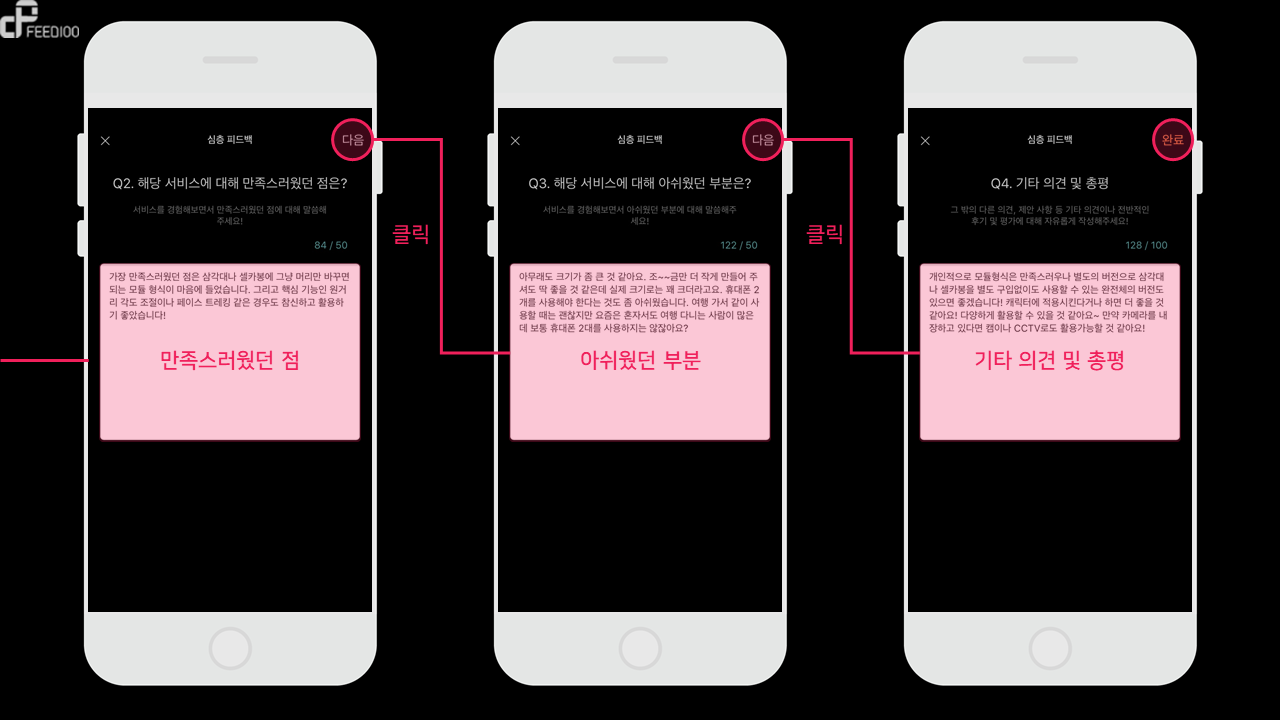 FEED100
심층 피드백
다음
Q2. 해당 서비스에 대해 만족스러웠던 점은?
서비스를 경험해보면서 만족스러웠던 점에 대해 말씀해
주세요!
84 / 50
가장 만족스러웠던 점은 삼각대나 셀카봉에 그냥 머리만 바꾸면
되는 모듈 형식이 마음에 들었습니다. 그리고 핵심 기능인 원거
리 각도 조절이나 페이스 트레킹 같은 경우도 참신하고 활용하
기 좋았습니다!
만족스러웠던 점
클릭
심층 피드백
다음
Q3. 해당 서비스에 대해 아쉬웠던 부분은?
서비스를 경험해보면서 아쉬웠던 부분에 대해 말씀해주
세요!
122 / 50
아무래도 크기가 좀 큰 것 같아요. 조~~금만 더 작게 만들어 주
셔도 딱 좋을 것 같은데 실제 크기로는 꽤 크더라고요. 휴대폰 2
개를 사용해야 한다는 것도 좀 아쉬웠습니다. 여행 가서 같이 사
용할 때는 괜찮지만 요즘은 혼자서도 여행 다니는 사람이 많은
데 보통 휴대폰 2대를 사용하지는 않잖아요?
아쉬웠던 부분
클릭
심층 피드백
완료
Q4. 기타 의견 및 총평
그 밖의 다른 의견, 제안 사항 등 기타 의견이나 전반적인
후기 및 평가에 대해 자유롭게 작성해주세요!
128 / 100
개인적으로 모듈형식은 만족스러우나 별도의 버전으로 삼각대
나 셀카봉을 별도 구입없이도 사용할 수 있는 완전체의 버전도
있으면 좋겠습니다! 캐릭터에 적용시킨다거나 하면 더 좋을 것
같아요! 다양하게 활용할 수 있을 것 같아요~ 만약 카메라를 내
장하고 있다면 캠이나 CCTV로도 활용가능할 것 같아요!
기타 의견 및 총평